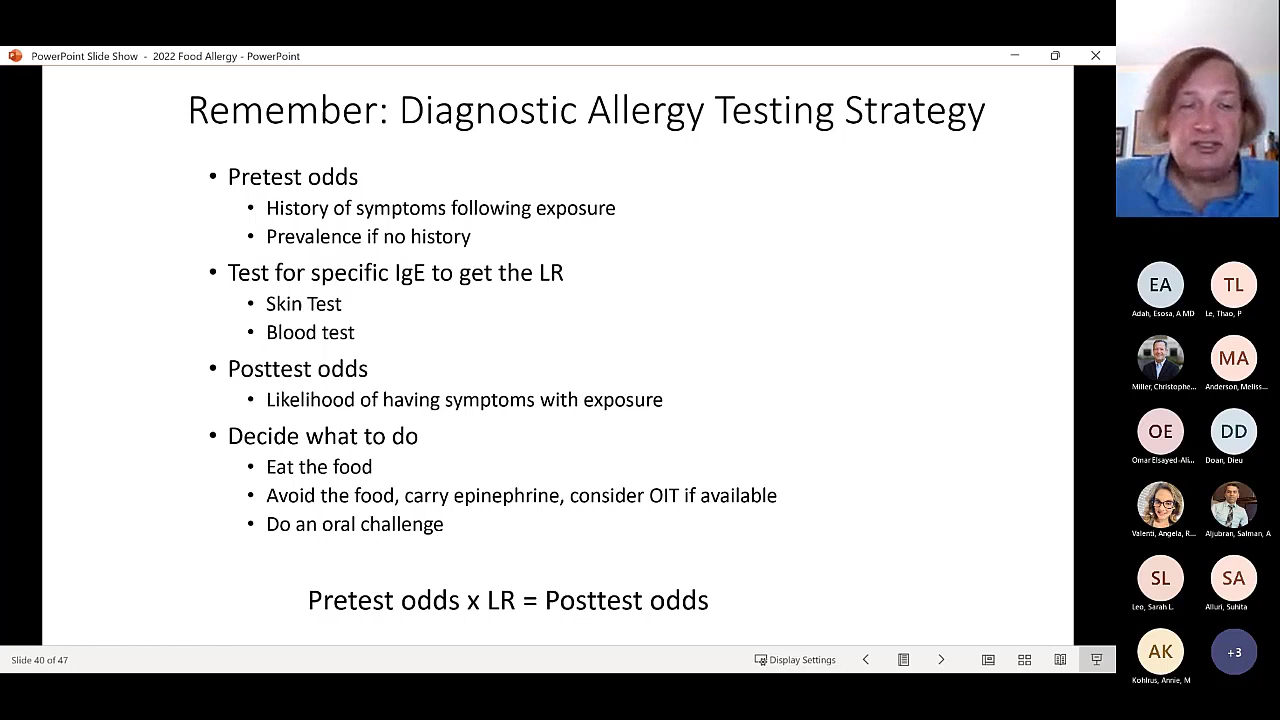 PowerPoint Slide Show - 2022 Food Allergy - PowerPoint
Remember: Diagnostic Allergy Testing Strategy
• Pretest odds
• History of symptoms following exposure
• Prevalence if no history
• Test for specific IgE to get the LR
• Skin Test
• Blood test
• Posttest odds
• Likelihood of having symptoms with exposure
• Decide what to do
• Eat the food
• Avoid the food, carry epinephrine, consider OIT if available
• Do an oral challenge
Pretest odds x LR = Posttest odds
Slide 40 of 47
Display Settings
EA
Adah, Esosa, A MD
TL
Le, Thao, P
Miller, Christophe...
MA
Anderson, Meliss...
OE
Omar Elsayed-Ali...
DD
Doan, Dieu
Valenti, Angela, R...
Aljubran, Salman, A
SL
Leo, Sarah L.
SA
Alluri, Suhita
AK
Kohlrus, Annie, M
+3